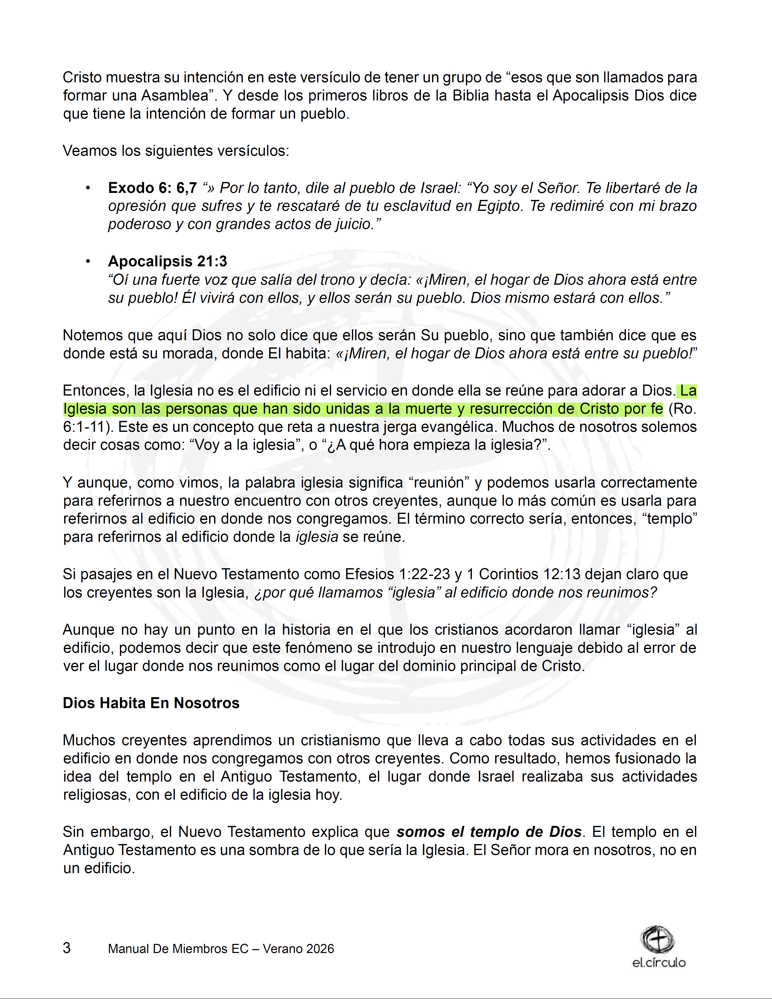 Cristo muestra su intención en este versículo de tener un grupo de “esos que son llamados para
formar una Asamblea”. Y desde los primeros libros de la Biblia hasta el Apocalipsis Dios dice
que tiene la intención de formar un pueblo.
Veamos los siguientes versículos:
• Exodo 6: 6,7 “» Por lo tanto, dile al pueblo de Israel: “Yo soy el Señor. Te libertaré de la
opresión que sufres y te rescataré de tu esclavitud en Egipto. Te redimiré con mi brazo
poderoso y con grandes actos de juicio.”
• Apocalipsis 21:3
“Oí una fuerte voz que salía del trono y decía: «¡Miren, el hogar de Dios ahora está entre
su pueblo! Él vivirá con ellos, y ellos serán su pueblo. Dios mismo estará con ellos.”
Notemos que aquí Dios no solo dice que ellos serán Su pueblo, sino que también dice que es
donde está su morada, donde El habita: «¡Miren, el hogar de Dios ahora está entre su pueblo!”
Entonces, la Iglesia no es el edificio ni el servicio en donde ella se reúne para adorar a Dios. La
Iglesia son las personas que han sido unidas a la muerte y resurrección de Cristo por fe (Ro.
6:1-11). Este es un concepto que reta a nuestra jerga evangélica. Muchos de nosotros solemos
decir cosas como: “Voy a la iglesia”, o “¿A qué hora empieza la iglesia?”.
Y aunque, como vimos, la palabra iglesia significa “reunión” y podemos usarla correctamente
para referirnos a nuestro encuentro con otros creyentes, aunque lo más común es usarla para
referirnos al edificio en donde nos congregamos. El término correcto sería, entonces, “templo”
para referirnos al edificio donde la iglesia se reúne.
Si pasajes en el Nuevo Testamento como Efesios 1:22-23 y 1 Corintios 12:13 dejan claro que
los creyentes son la Iglesia, ¿por qué llamamos “iglesia” al edificio donde nos reunimos?
Aunque no hay un punto en la historia en el que los cristianos acordaron llamar “iglesia” al
edificio, podemos decir que este fenómeno se introdujo en nuestro lenguaje debido al error de
ver el lugar donde nos reunimos como el lugar del dominio principal de Cristo.
Dios Habita En Nosotros
Muchos creyentes aprendimos un cristianismo que lleva a cabo todas sus actividades en el
edificio en donde nos congregamos con otros creyentes. Como resultado, hemos fusionado la
idea del templo en el Antiguo Testamento, el lugar donde Israel realizaba sus actividades
religiosas, con el edificio de la iglesia hoy.
Sin embargo, el Nuevo Testamento explica que somos el templo de Dios. El templo en el
Antiguo Testamento es una sombra de lo que sería la Iglesia. El Señor mora en nosotros, no en
un edificio.
3 Manual De Miembros EC – Verano 2026
el.círculo